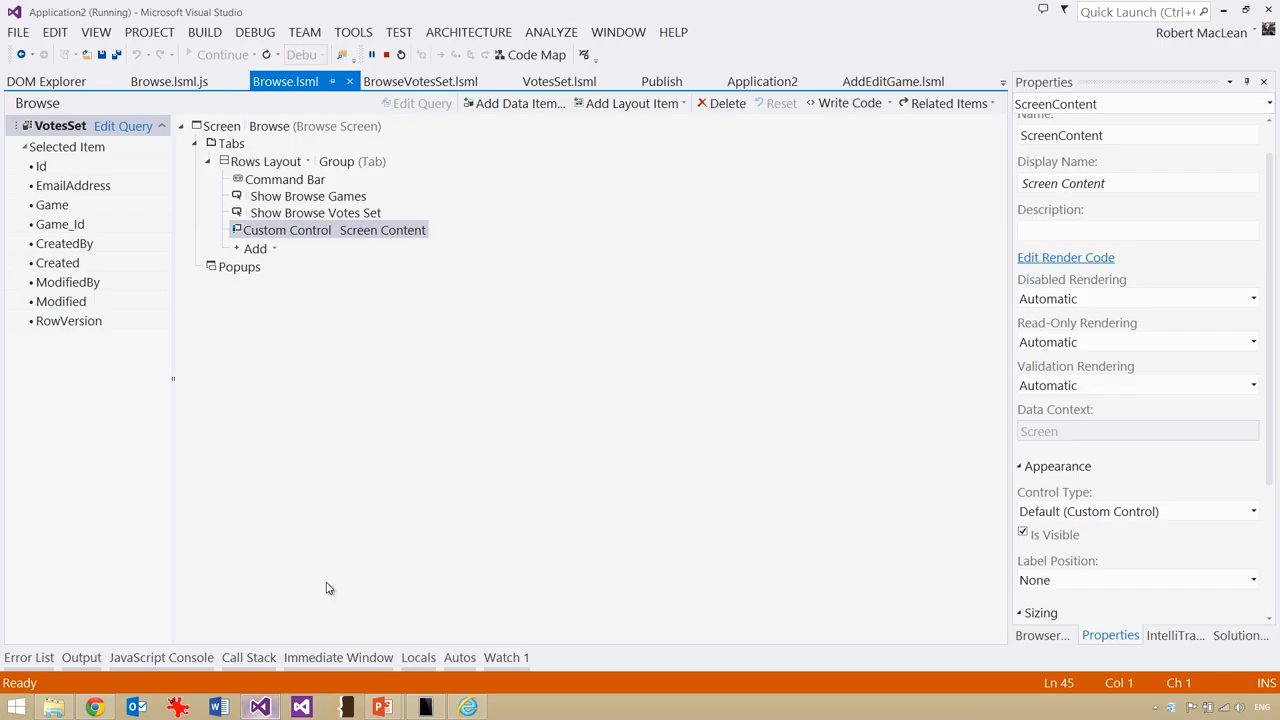 Application2 (Running) - Microsoft Visual Studio
Quick Launch (Ctrl+Q)
FILE EDIT VIEW PROJECT BUILD DEBUG TEAM TOOLS TEST ARCHITECTURE ANALYZE WINDOW HELP
Robert MacLean
Continue Debu Code Map
DOM Explorer Browse.lsml.js Browse.lsml BrowseVotesSet.lsml VotesSet.lsml Publish Application2 AddEditGame.lsml
Browse
Edit Query Add Data Item... Add Layout Item Delete Reset Write Code Related Items
VotesSet Edit Query
Selected Item
Id
EmailAddress
Game
Game_Id
CreatedBy
Created
ModifiedBy
Modified
RowVersion
Screen Browse (Browse Screen)
Tabs
Rows Layout Group (Tab)
Command Bar
Show Browse Games
Show Browse Votes Set
Custom Control Screen Content
Add
Popups
Properties
ScreenContent
Name:
ScreenContent
Display Name:
Screen Content
Description:
Edit Render Code
Disabled Rendering
Automatic
Read-Only Rendering
Automatic
Validation Rendering
Automatic
Data Context:
Screen
Appearance
Control Type:
Default (Custom Control)
Is Visible
Label Position:
None
Sizing
Browser... Properties IntelliTra... Solution...
Error List Output JavaScript Console Call Stack Immediate Window Locals Autos Watch 1
Ready Ln 45 Col 1 Ch 1 INS
ENG